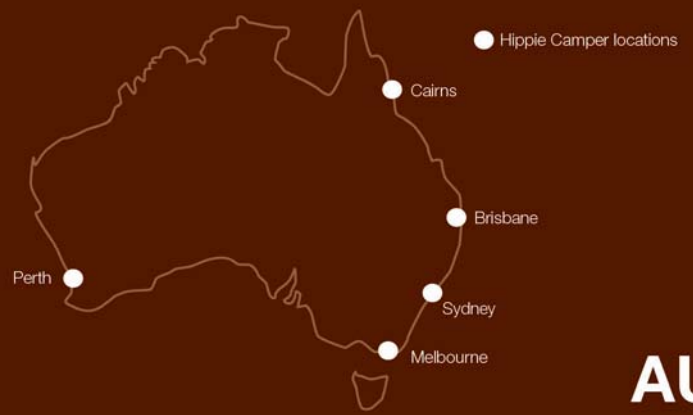 Hippie Camper locations
Cairns
Brisbane
Perth
Sydney
Melbourne
AU